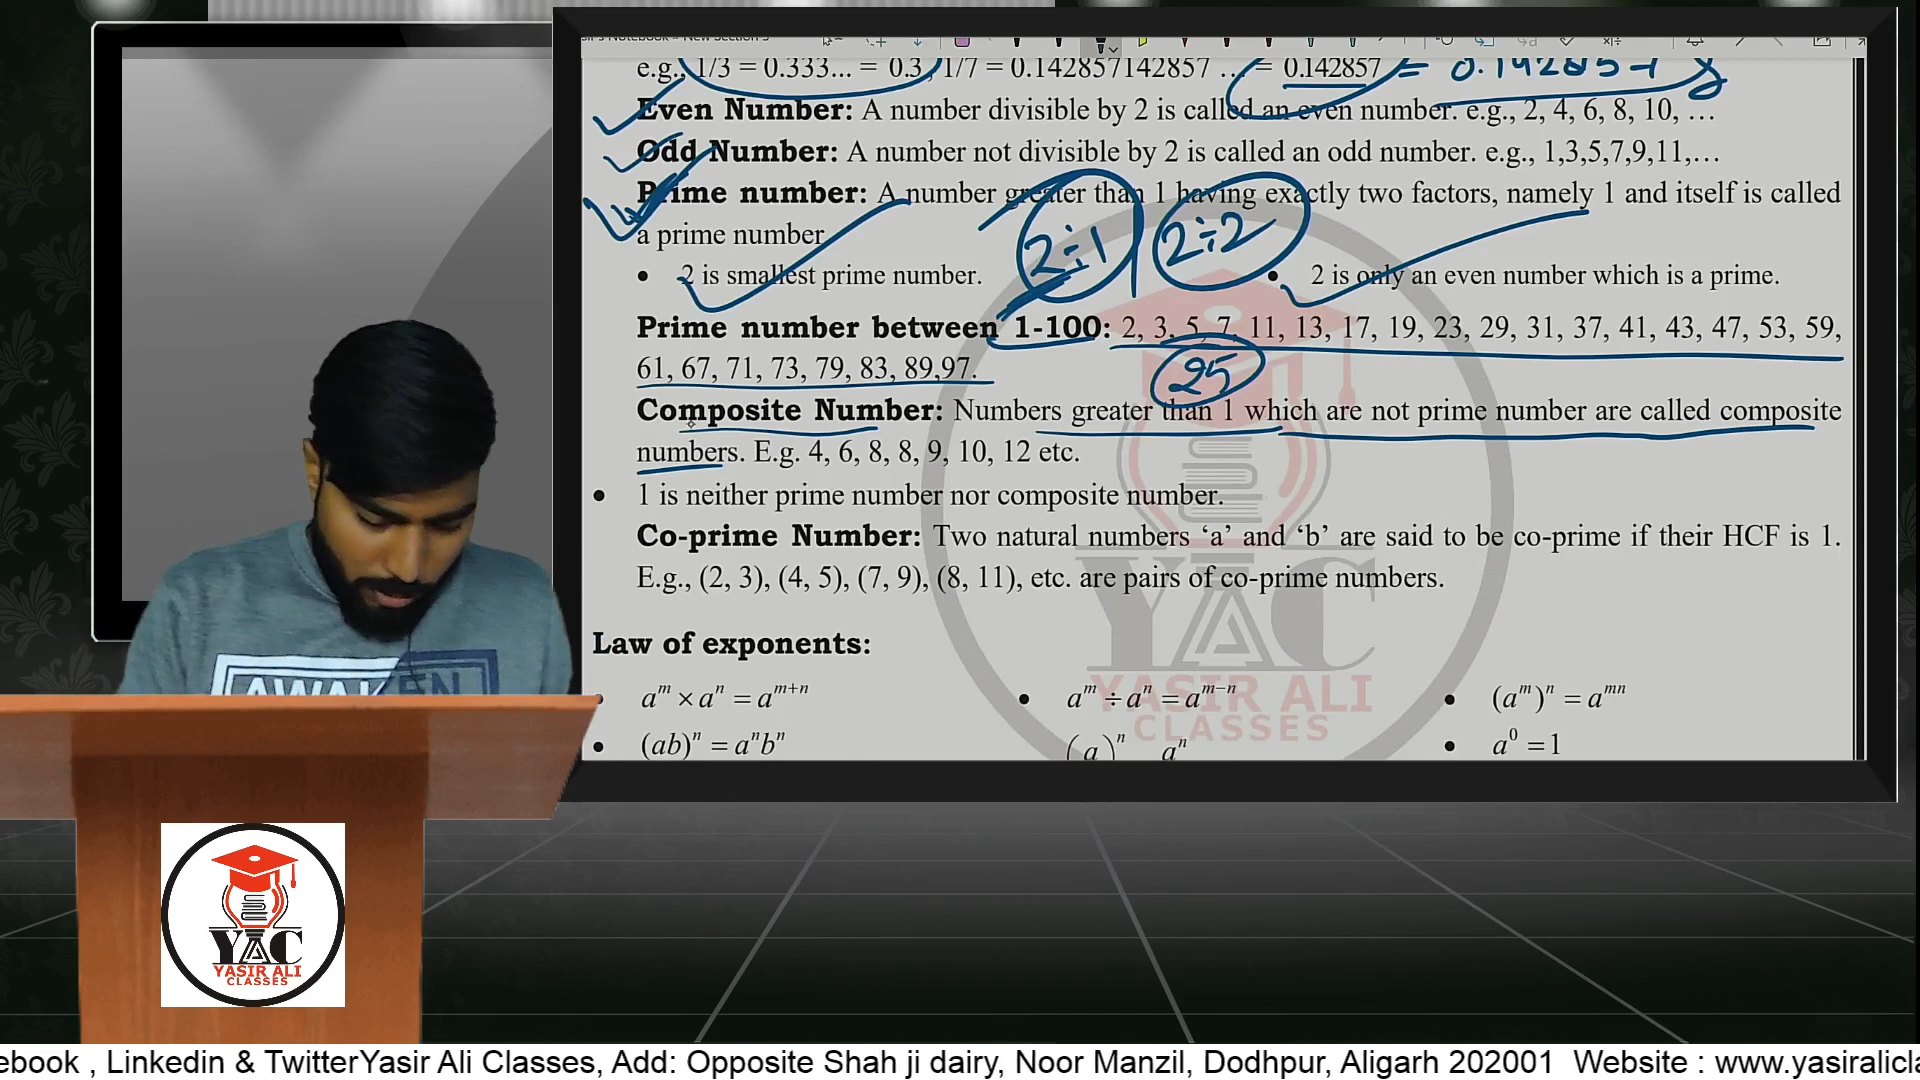 e.g., 1/3 = 0.333... = 0.3, 1/7 = 0.142857142857 ... = 0.142857 = 0.142857
Even Number: A number divisible by 2 is called an even number. e.g., 2, 4, 6, 8, 10, …
Odd Number: A number not divisible by 2 is called an odd number. e.g., 1,3,5,7,9,11,…
Prime number: A number greater than 1 having exactly two factors, namely 1 and itself is called
a prime number
2÷1 2÷2
• 2 is smallest prime number. • 2 is only an even number which is a prime.
Prime number between 1-100: 2, 3, 5, 7, 11, 13, 17, 19, 23, 29, 31, 37, 41, 43, 47, 53, 59,
61, 67, 71, 73, 79, 83, 89,97.
25
Composite Number: Numbers greater than 1 which are not prime number are called composite
numbers. E.g. 4, 6, 8, 8, 9, 10, 12 etc.
• 1 is neither prime number nor composite number.
Co-prime Number: Two natural numbers ‘a’ and ‘b’ are said to be co-prime if their HCF is 1.
E.g., (2, 3), (4, 5), (7, 9), (8, 11), etc. are pairs of co-prime numbers.
Law of exponents:
• a^m × a^n = a^{m+n} • a^m ÷ a^n = a^{m−n} • (a^m)^n = a^{mn}
• (ab)^n = a^n b^n (a)^n a^n • a^0 = 1
YAC
YASIR ALI
CLASSES
AWAKEN
YAC
YASIR ALI
CLASSES
ebook , Linkedin & TwitterYasir Ali Classes, Add: Opposite Shah ji dairy, Noor Manzil, Dodhpur, Aligarh 202001 Website : www.yasiralicla